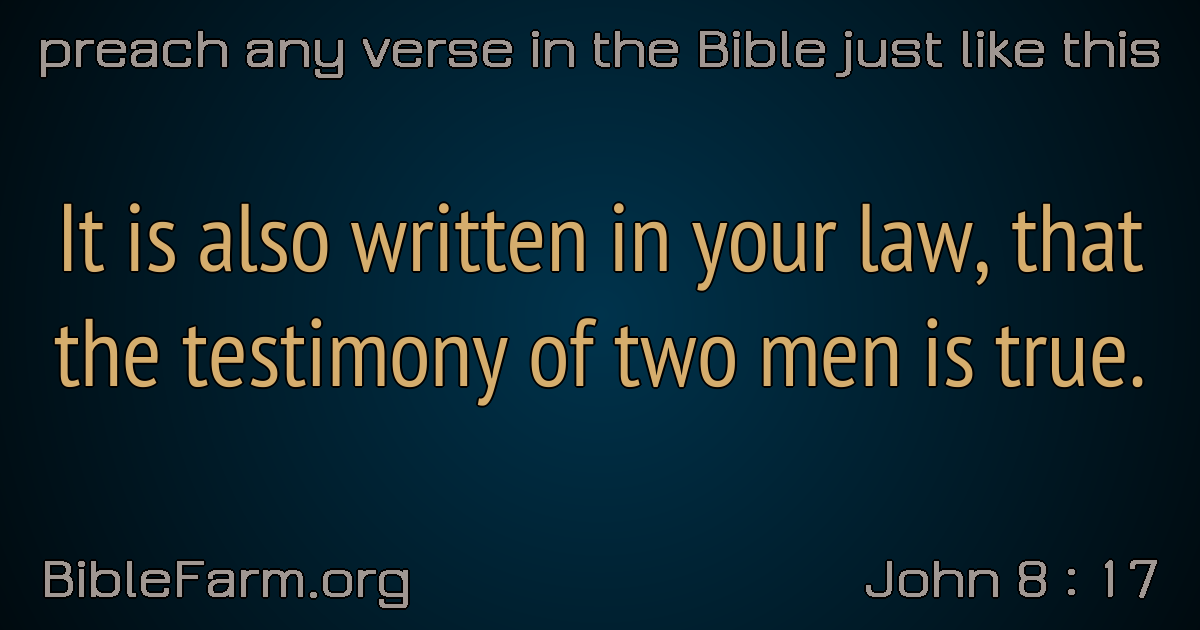 preach any verse in the Bible just like this
It is also written in your law, that
the testimony of two men is true.
BibleFarm.org
John 8 : 17